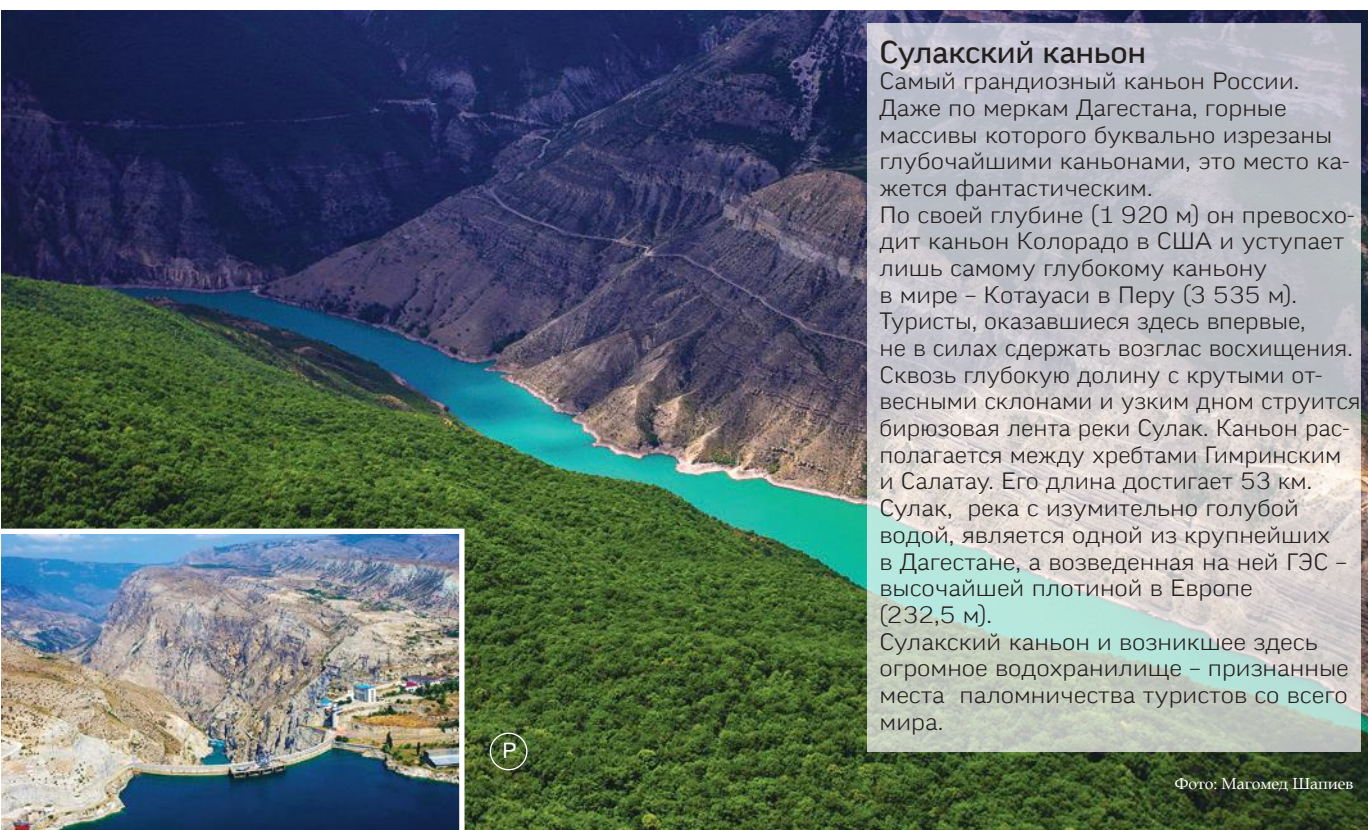 Сулакский каньон
Самый грандиозный каньон России.
Даже по меркам Дагестана, горные
массивы которого буквально изрезаны
глубочайшими каньонами, это место ка-
жется фантастическим.
По своей глубине (1 920 м) он превосхо-
дит каньон Колорадо в США и уступает
лишь самому глубокому каньону
в мире – Котауаси в Перу (3 535 м).
Туристы, оказавшиеся здесь впервые,
не в силах сдержать возглас восхищения.
Сквозь глубокую долину с крутыми от-
весными склонами и узким дном струится
бирюзовая лента реки Сулак. Каньон рас-
полагается между хребтами Гимринским
и Салатау. Его длина достигает 53 км.
Сулак,  река с изумительно голубой
водой, является одной из крупнейших
в Дагестане, а возведенная на ней ГЭС –
высочайшей плотиной в Европе
(232,5 м).
Сулакский каньон и возникшее здесь
огромное водохранилище – признанные
места  паломничества туристов со всего
мира.
Р
Фото: Магомед Шапиев